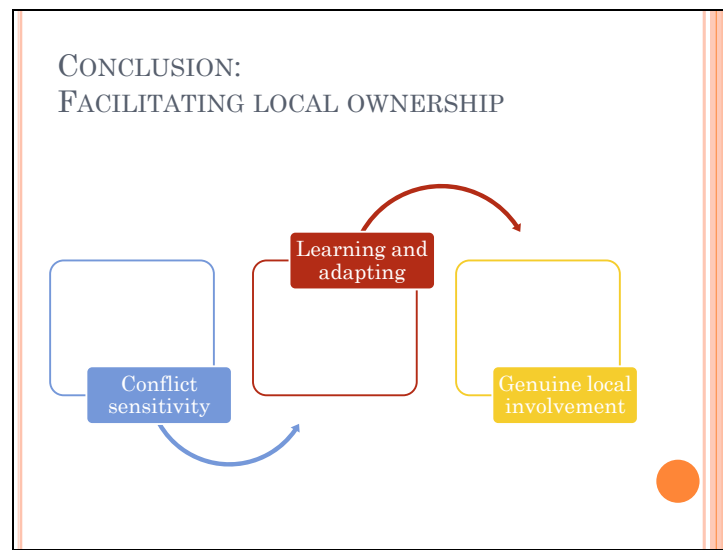 CONCLUSION:
FACILITATING LOCAL OWNERSHIP
Learning and
adapting
Conflict
sensitivity
Genuine local
involvement